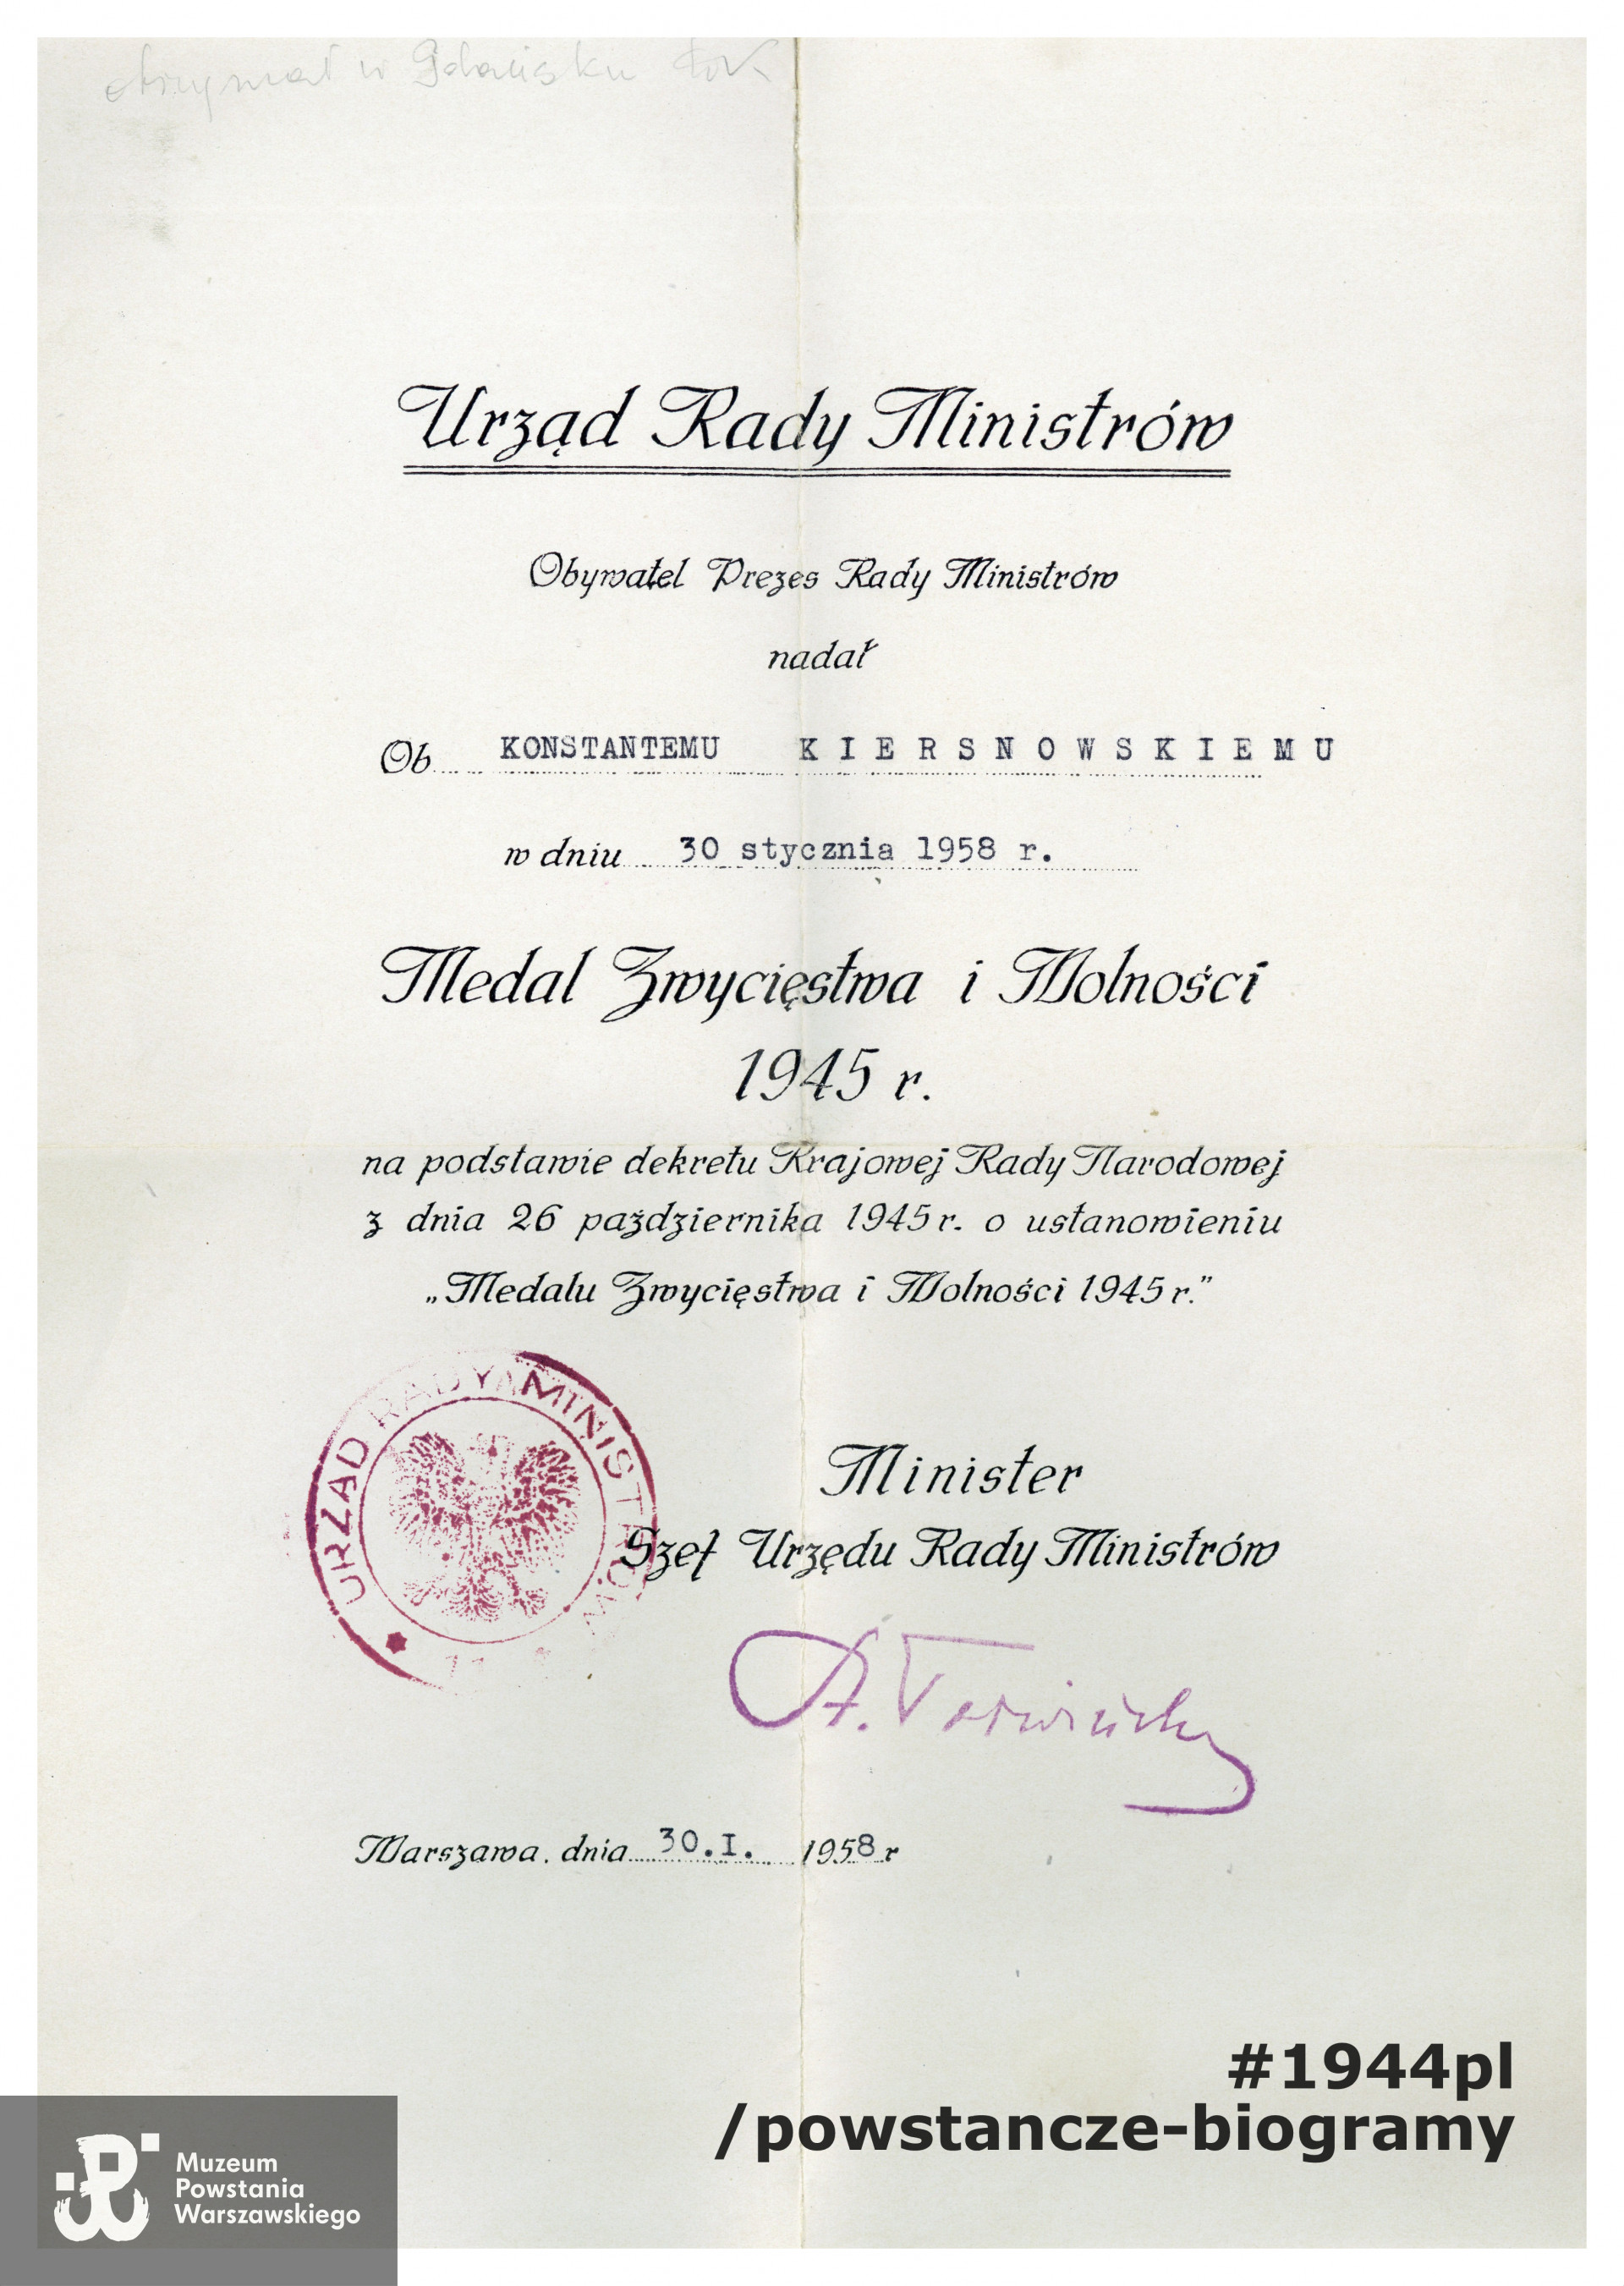 otrzymał w Gdańsku
Urząd Rady Ministrów
Obywatel Prezes Rady Ministrów
nadał
Ob. KONSTANTEMU KIERSNOWSKIEMU
w dniu 30 stycznia 1958 r.
Medal Zwycięstwa i Wolności
1945 r.
na podstawie dekretu Krajowej Rady Narodowej
z dnia 26 października 1945 r. o ustanowieniu
„Medalu Zwycięstwa i Wolności 1945 r.”
URZĄD RADY MINISTRÓW
Minister
Szef Urzędu Rady Ministrów
Warszawa, dnia 30.I. 1958 r
#1944pl
/powstancze-biogramy
Muzeum
Powstania
Warszawskiego